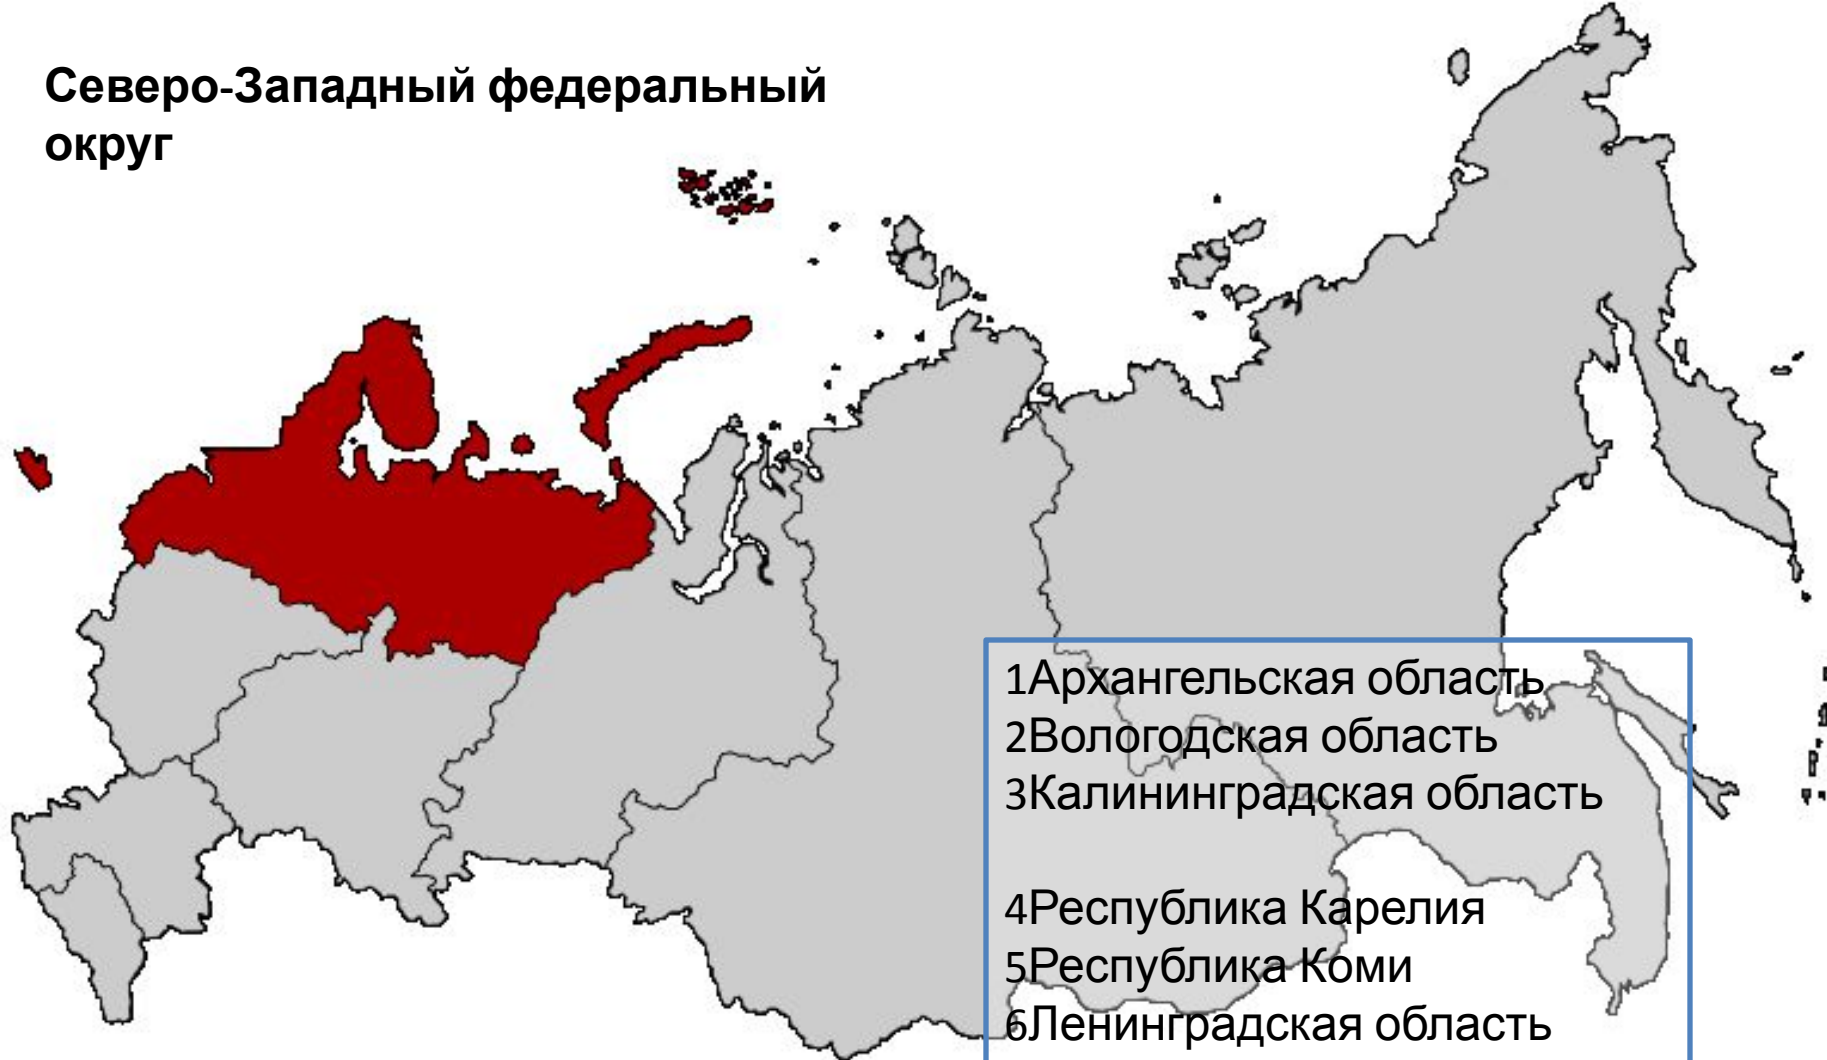 Северо-Западный федеральный
округ
1Архангельская область
2Вологодская область
3Калининградская область
4Республика Карелия
5Республика Коми
6Ленинградская область